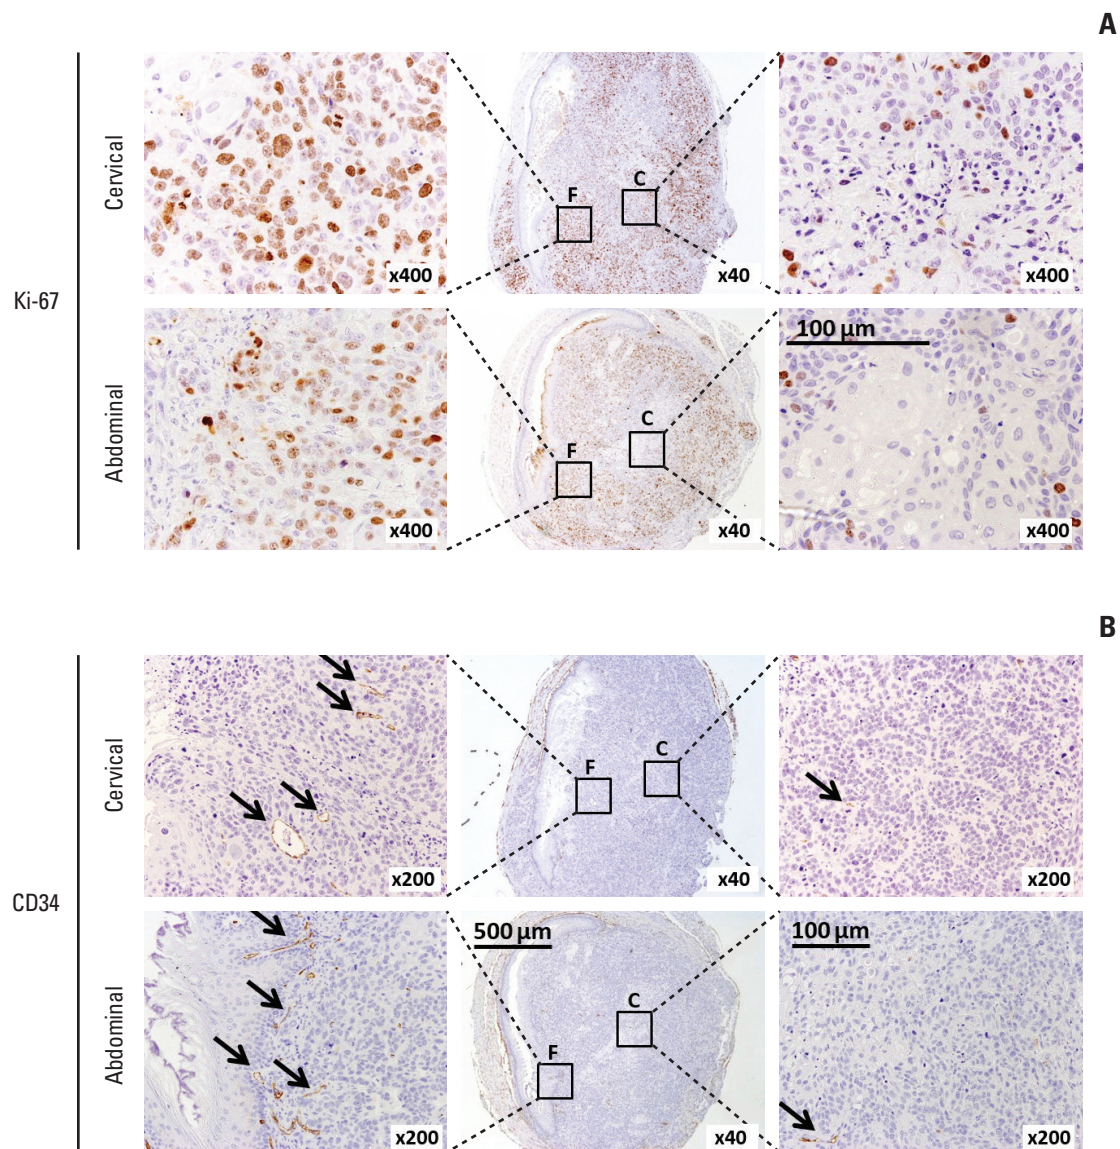 A
Ki-67
Cervical
x400
F
C
x40
x400
Abdominal
x400
F
C
x40
100 µm
x400
B
CD34
Cervical
x200
F
C
x40
x200
Abdominal
x200
500 µm
F
C
x40
100 µm
x200